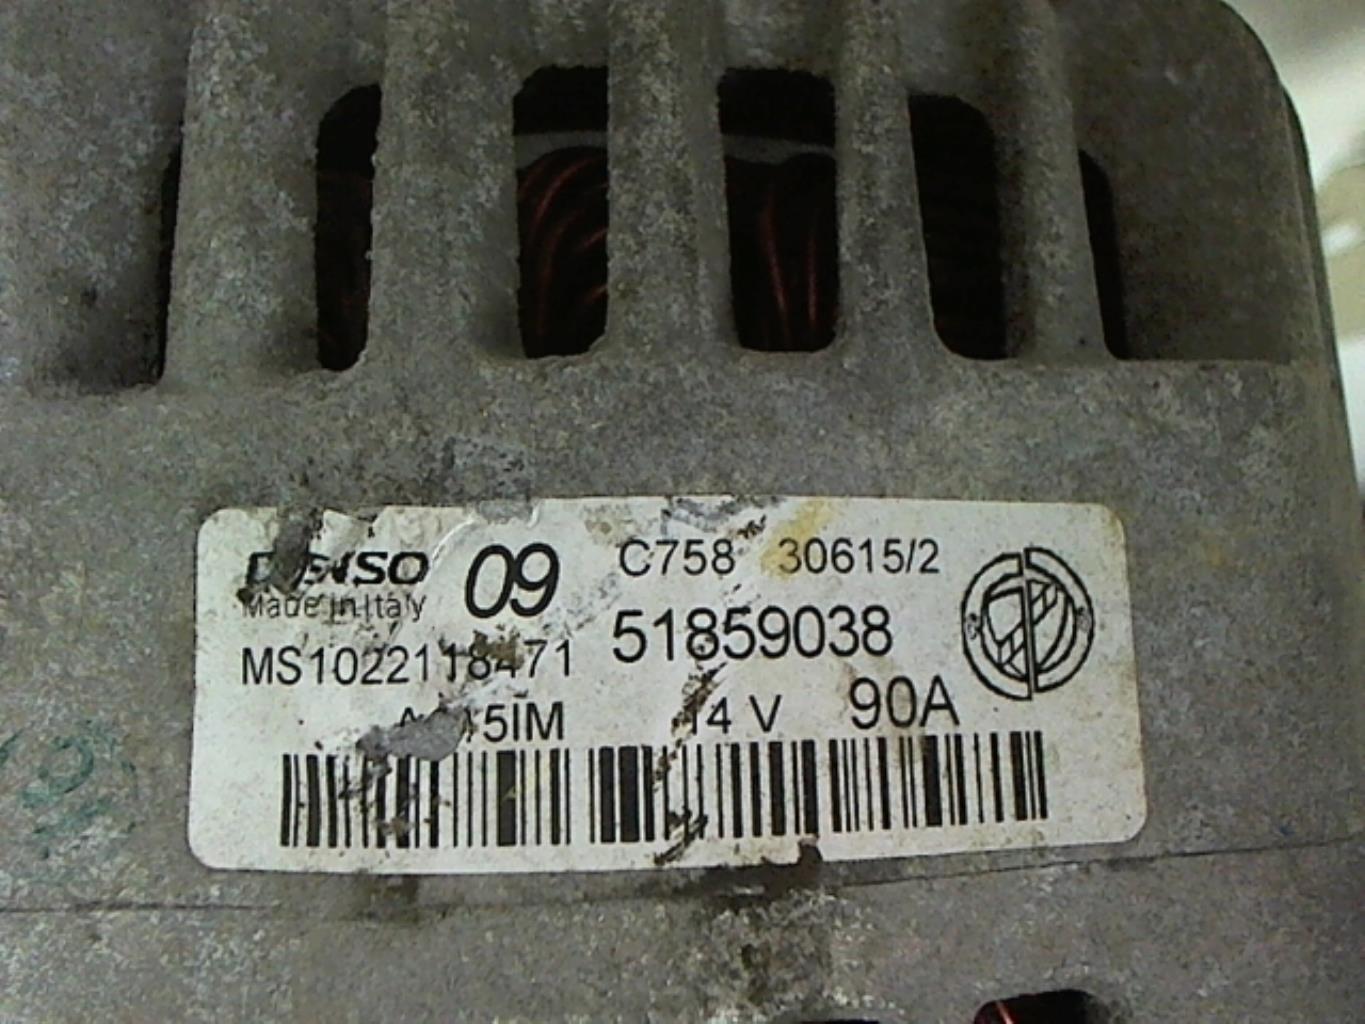 DENSO 09 C758 30615/2
Made in Italy
MS1022118471 51859038
14 V 90A